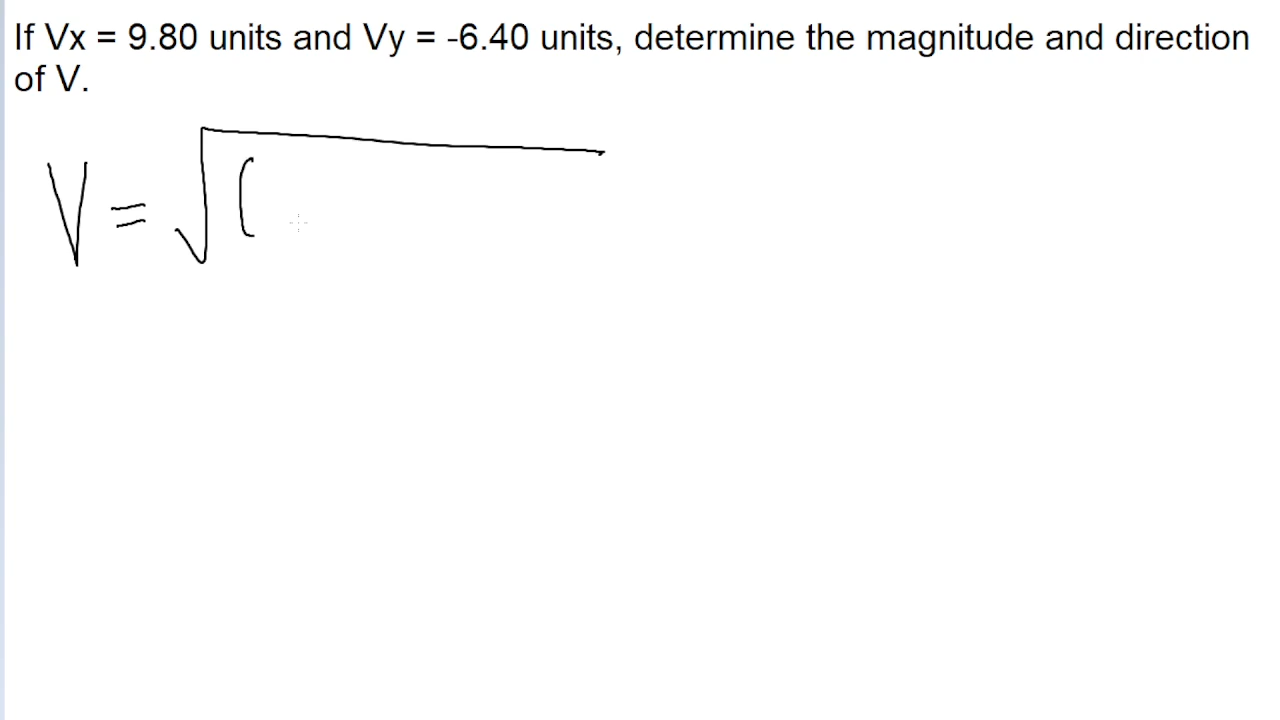 If Vx = 9.80 units and Vy = -6.40 units, determine the magnitude and direction
of V.
V = √(